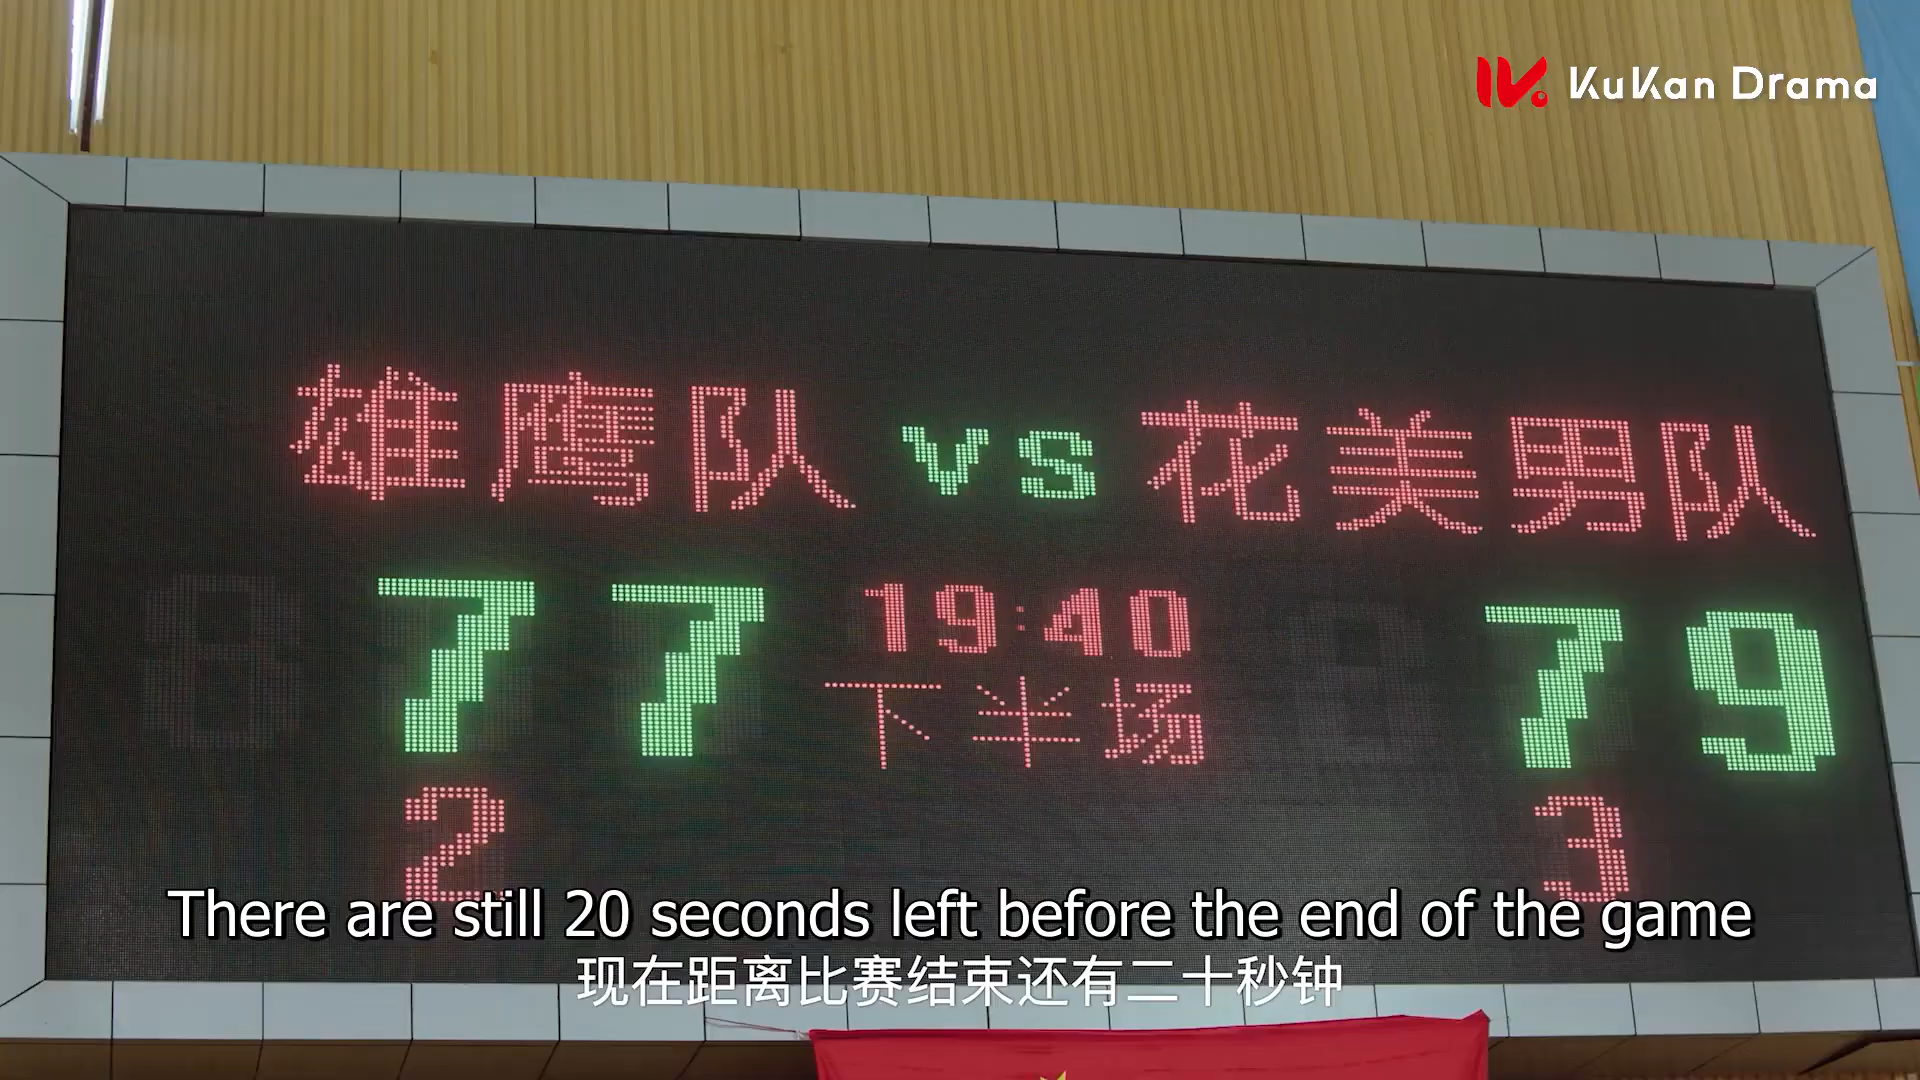 KuKan Drama
雄鹰队 vs 花美男队
77 19:40 79
下半场
2 3
There are still 20 seconds left before the end of the game
现在距离比赛结束还有二十秒钟